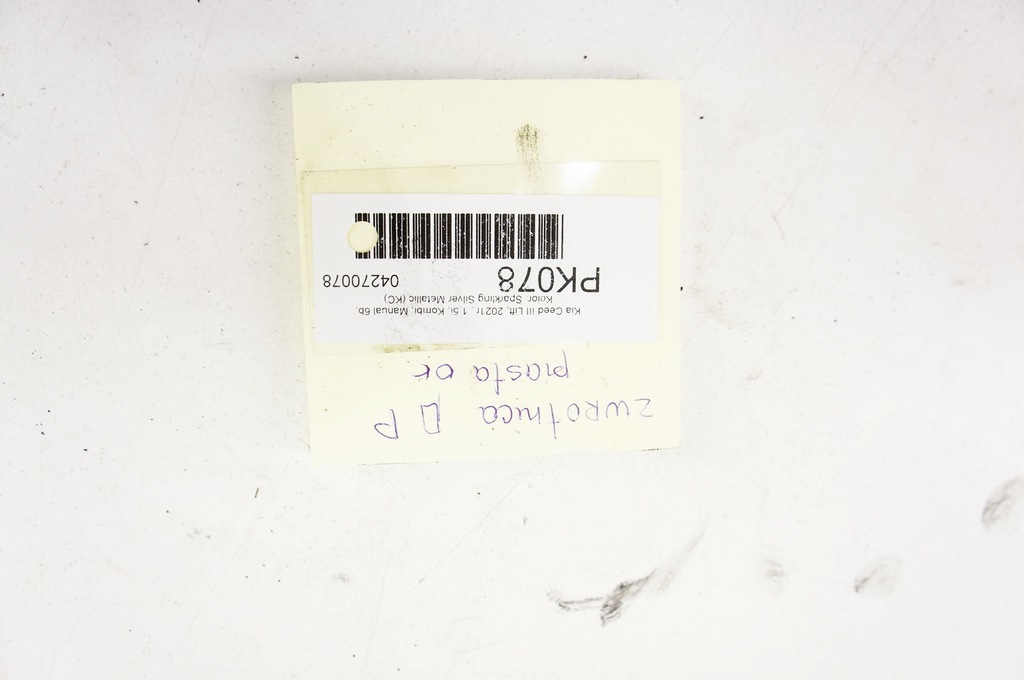 zwrotnica P
piasta
Kia Ceed III Lift, 2021r., 1.5i, Kombi, Manual 6b,
Kolor: Sparkling Silver Metallic (KC)
PK078 04270078